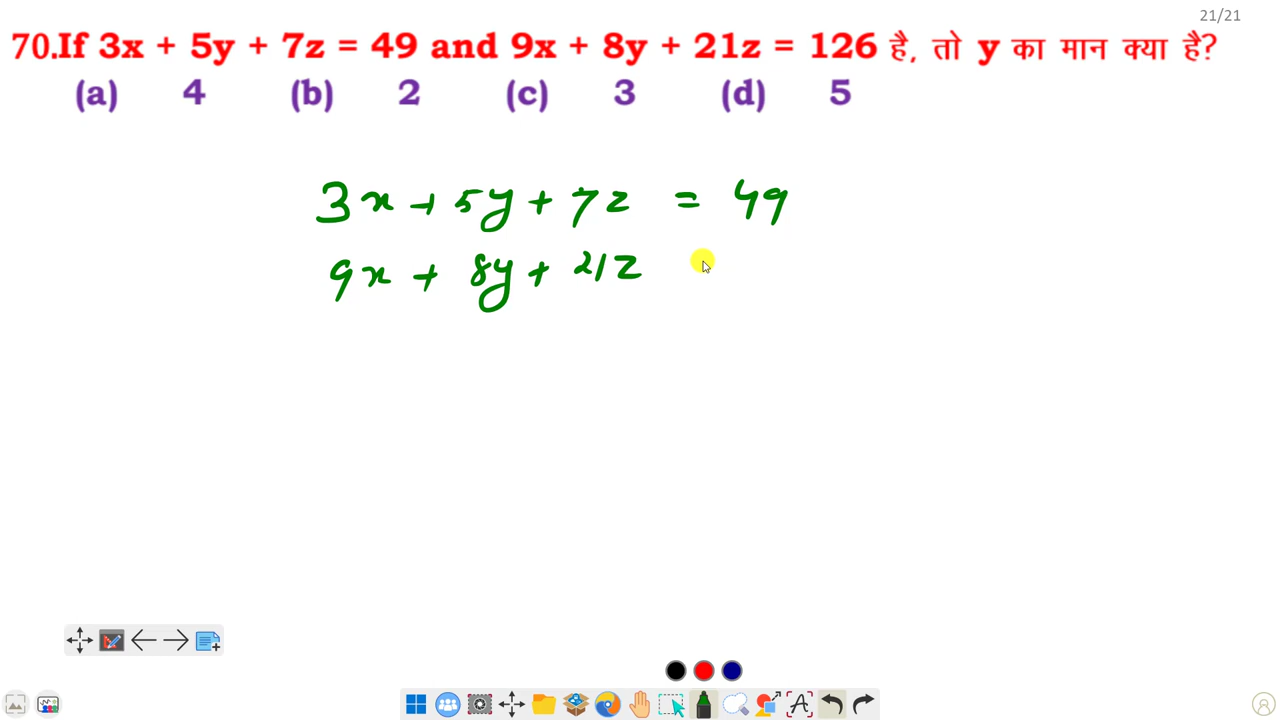 21/21
70.If 3x + 5y + 7z = 49 and 9x + 8y + 21z = 126 है, तो y का मान क्या है?
(a) 4 (b) 2 (c) 3 (d) 5
3x + 5y + 7z = 49
9x + 8y + 21z